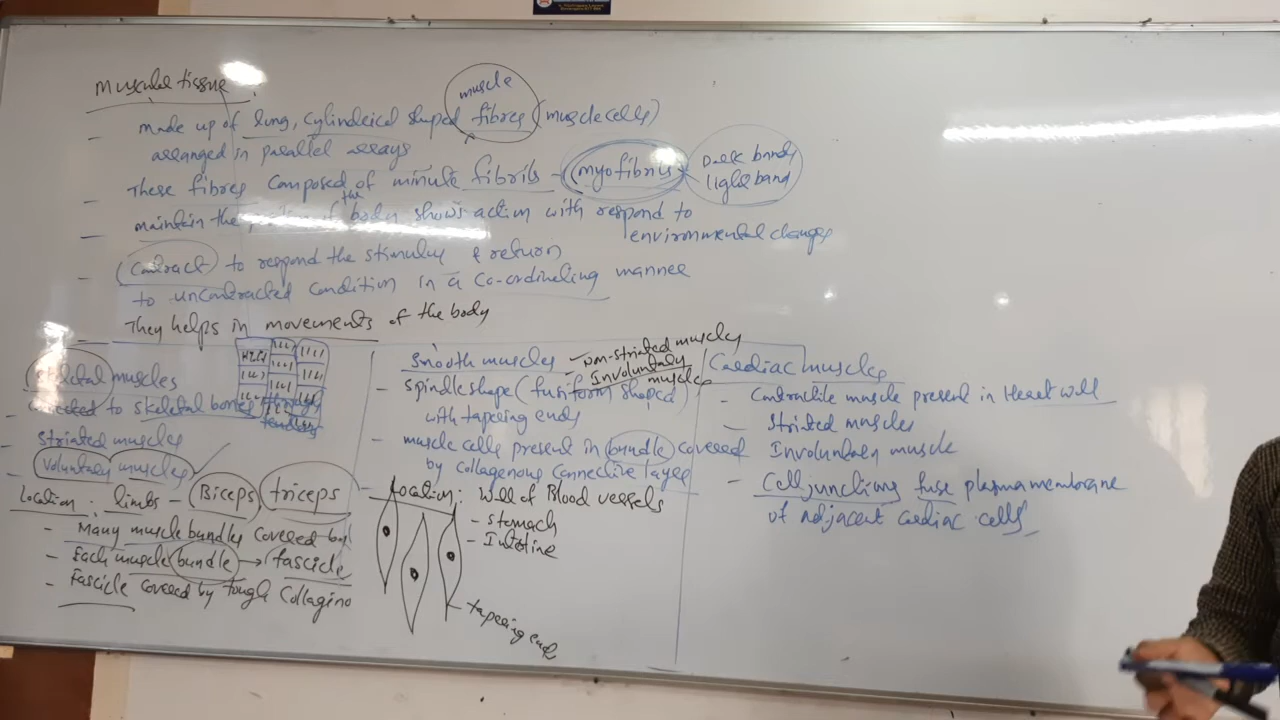 Muscular tissue
- made up of long, cylindrical shaped muscle fibres (muscle cells)
arranged in parallel arrays
- These fibres composed of minute fibrils - (myofibrils) Dark band
light band
- maintain the of the body shows action with respond to
environmental changes
- Contract to respond the stimulus & return
to uncontracted condition in a co-ordinating manner
- They helps in movements of the body
Skeletal muscles
- to skeletal bones
- Striated muscles
- Voluntary muscles
Location : limbs - Biceps triceps
- Many muscle bundles covered by
- Each muscle bundle → fascicle
- Fascicle covered by tough Collagino
Smooth muscles - Non-striated muscles
Involuntary muscles
- Spindle shape (fusiform shaped)
with tapering ends
- muscle cells present in bundle covered
by collagenous connective layer
- Location : Wall of Blood vessels
- Stomach
- Intestine
tapering ends
Cardiac muscles
- Contractile muscle present in Heart wall
- Striated muscles
Involuntary muscle
- Cell junctions fuse plasma membrane
of adjacent cardiac cells